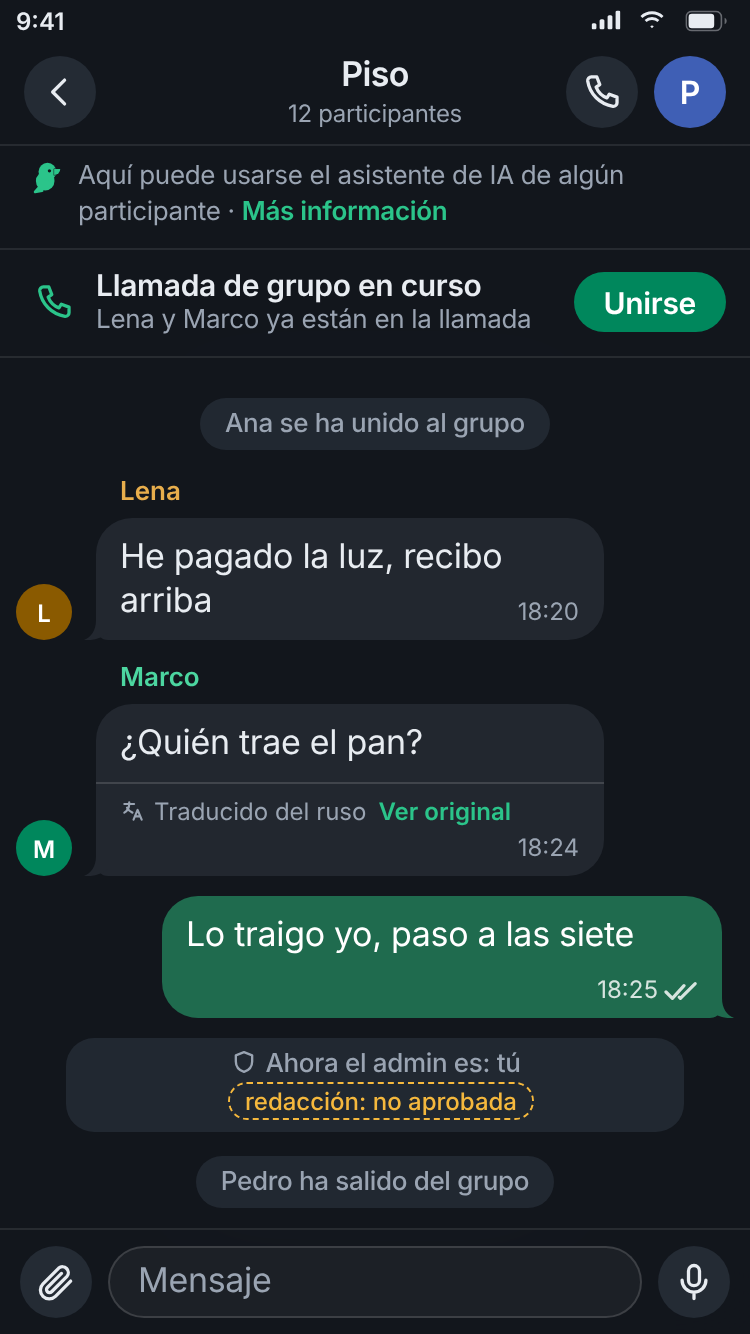 9:41
Piso
12 participantes
P
Aquí puede usarse el asistente de IA de algún
participante · Más información
Llamada de grupo en curso
Lena y Marco ya están en la llamada
Unirse
Ana se ha unido al grupo
Lena
He pagado la luz, recibo
arriba
18:20
L
Marco
¿Quién trae el pan?
Traducido del ruso Ver original
18:24
M
Lo traigo yo, paso a las siete
18:25
Ahora el admin es: tú
redacción: no aprobada
Pedro ha salido del grupo
Mensaje